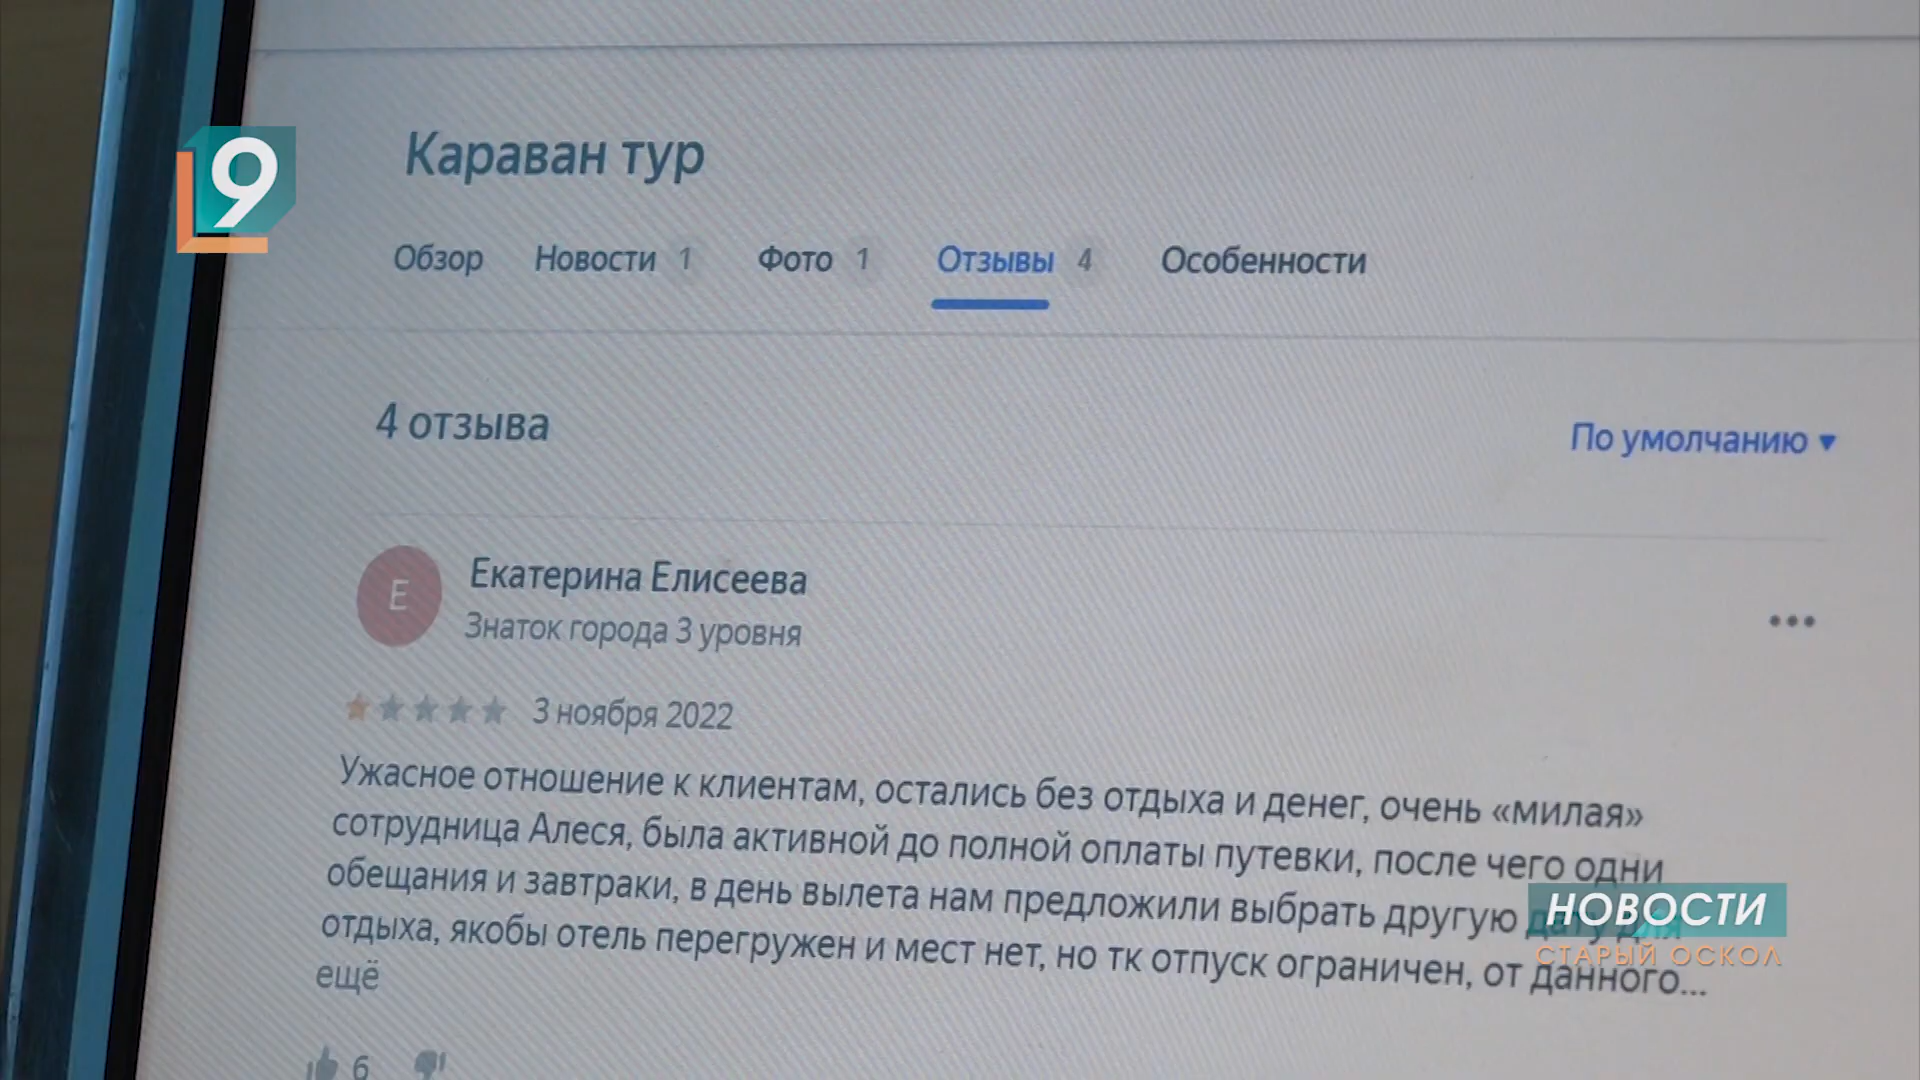 9
Караван тур
Обзор Новости 1 Фото 1 Отзывы 4 Особенности
4 отзыва
По умолчанию
Е
Екатерина Елисеева
Знаток города 3 уровня
3 ноября 2022
Ужасное отношение к клиентам, остались без отдыха и денег, очень «милая»
сотрудница Алеся, была активной до полной оплаты путевки, после чего одни
обещания и завтраки, в день вылета нам предложили выбрать другую дату для
отдыха, якобы отель перегружен и мест нет, но тк отпуск ограничен, от данного...
ещё
6
НОВОСТИ
СТАРЫЙ ОСКОЛ